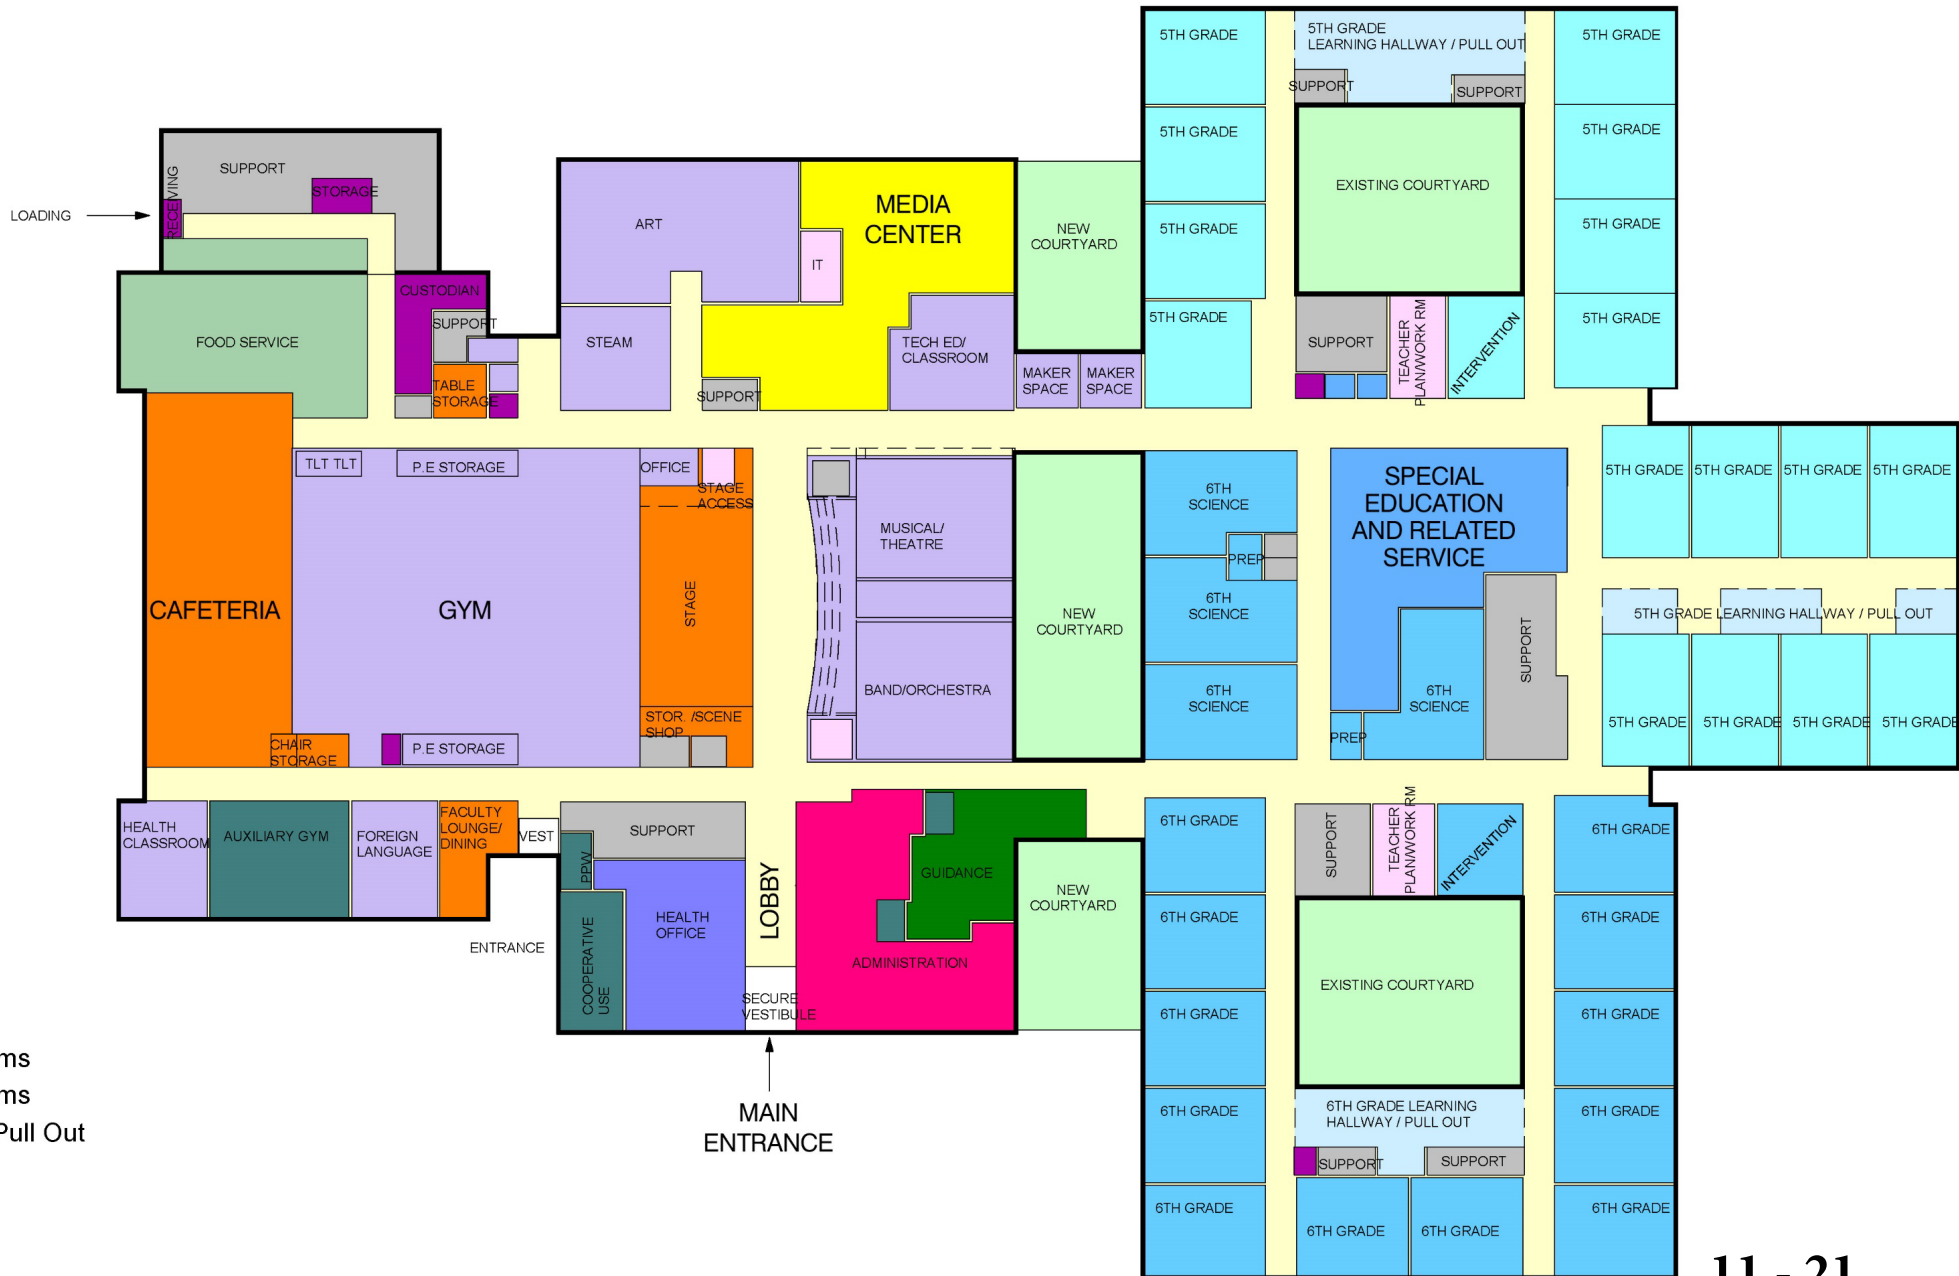 5TH GRADE
5TH GRADE
LEARNING HALLWAY / PULL OUT
5TH GRADE
SUPPORT
SUPPORT
5TH GRADE
5TH GRADE
EXISTING COURTYARD
5TH GRADE
5TH GRADE
5TH GRADE
5TH GRADE
SUPPORT
TEACHER
PLAN/WORK RM
INTERVENTION
LOADING
RECEIVING
SUPPORT
STORAGE
FOOD SERVICE
CUSTODIAN
SUPPORT
TABLE
STORAGE
ART
STEAM
MEDIA
CENTER
IT
TECH ED/
CLASSROOM
SUPPORT
NEW
COURTYARD
MAKER
SPACE
MAKER
SPACE
CAFETERIA
TLT TLT
P.E STORAGE
GYM
OFFICE
STAGE
ACCESS
STAGE
STOR. /SCENE
SHOP
CHAIR
STORAGE
P.E STORAGE
MUSICAL/
THEATRE
BAND/ORCHESTRA
NEW
COURTYARD
6TH
SCIENCE
PREP
6TH
SCIENCE
6TH
SCIENCE
SPECIAL
EDUCATION
AND RELATED
SERVICE
6TH
SCIENCE
PREP
SUPPORT
5TH GRADE
5TH GRADE
5TH GRADE
5TH GRADE
5TH GRADE LEARNING HALLWAY / PULL OUT
5TH GRADE
5TH GRADE
5TH GRADE
5TH GRADE
HEALTH
CLASSROOM
AUXILIARY GYM
FOREIGN
LANGUAGE
FACULTY
LOUNGE/
DINING
VEST
ENTRANCE
SUPPORT
PPW
COOPERATIVE
USE
HEALTH
OFFICE
LOBBY
SECURE
VESTIBULE
GUIDANCE
ADMINISTRATION
NEW
COURTYARD
MAIN
ENTRANCE
6TH GRADE
SUPPORT
TEACHER
PLAN/WORK RM
INTERVENTION
6TH GRADE
6TH GRADE
6TH GRADE
EXISTING COURTYARD
6TH GRADE
6TH GRADE
6TH GRADE
6TH GRADE LEARNING
HALLWAY / PULL OUT
6TH GRADE
6TH GRADE
SUPPORT
SUPPORT
6TH GRADE
6TH GRADE
6TH GRADE
6TH GRADE
ms
ms
Pull Out
11 - 21